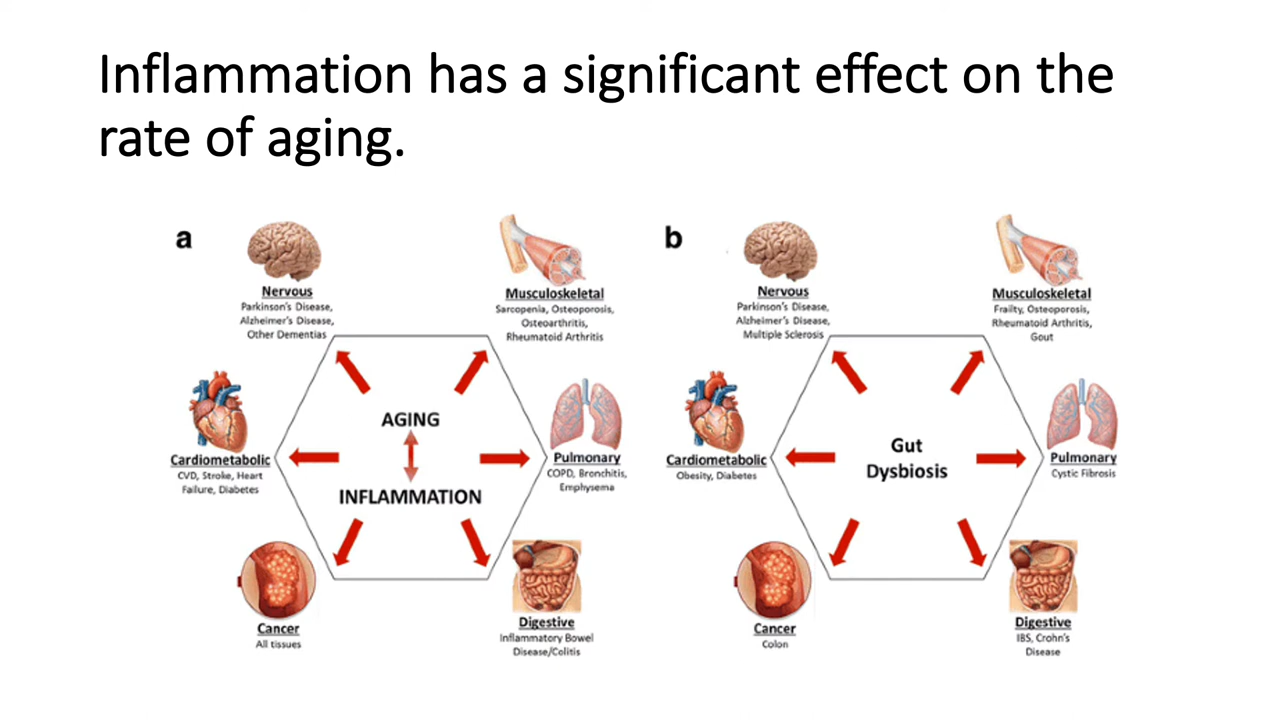 Inflammation has a significant effect on the
rate of aging.
a
Nervous
Parkinson's Disease,
Alzheimer's Disease,
Other Dementias
Musculoskeletal
Sarcopenia, Osteoporosis,
Osteoarthritis,
Rheumatoid Arthritis
Cardiometabolic
CVD, Stroke, Heart
Failure, Diabetes
AGING
INFLAMMATION
Pulmonary
COPD, Bronchitis,
Emphysema
Cancer
All tissues
Digestive
Inflammatory Bowel
Disease/Colitis
b
Nervous
Parkinson's Disease,
Alzheimer's Disease,
Multiple Sclerosis
Musculoskeletal
Frailty, Osteoporosis,
Rheumatoid Arthritis,
Gout
Cardiometabolic
Obesity, Diabetes
Gut
Dysbiosis
Pulmonary
Cystic Fibrosis
Cancer
Colon
Digestive
IBS, Crohn's
Disease